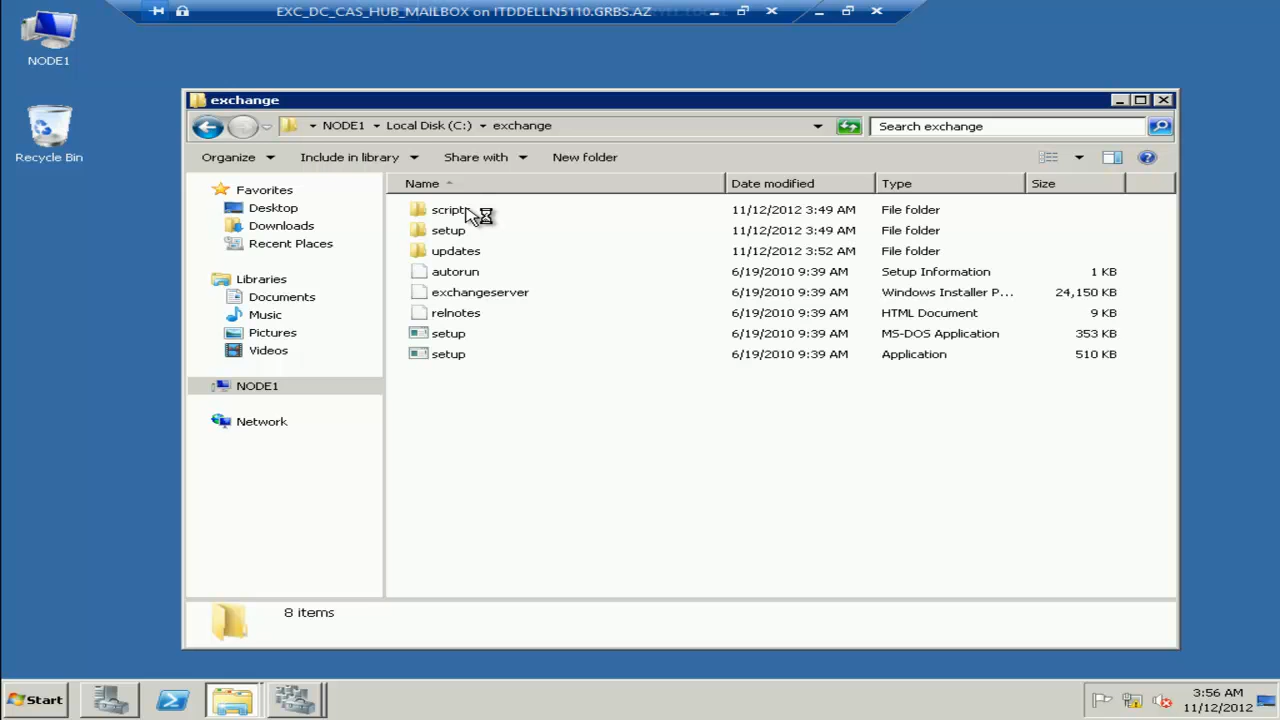 EXC_DC_CAS_HUB_MAILBOX on ITDDELLN5110.GRBS.AZ
NODE1
Recycle Bin
exchange
NODE1 Local Disk (C:) exchange
Search exchange
Organize Include in library Share with New folder
Name Date modified Type Size
Favorites
Desktop
Downloads
Recent Places
Libraries
Documents
Music
Pictures
Videos
NODE1
Network
scripts 11/12/2012 3:49 AM File folder
setup 11/12/2012 3:49 AM File folder
updates 11/12/2012 3:52 AM File folder
autorun 6/19/2010 9:39 AM Setup Information 1 KB
exchangeserver 6/19/2010 9:39 AM Windows Installer P... 24,150 KB
relnotes 6/19/2010 9:39 AM HTML Document 9 KB
setup 6/19/2010 9:39 AM MS-DOS Application 353 KB
setup 6/19/2010 9:39 AM Application 510 KB
8 items
Start
3:56 AM
11/12/2012